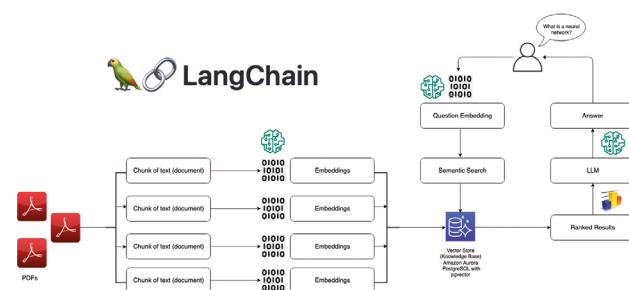 What is a neural
network?
LangChain
01010
10101
01010
Question Embedding
Answer
01010
10101
01010
Chunk of text (document)
Embeddings
Semantic Search
LLM
01010
10101
01010
Chunk of text (document)
Embeddings
Ranked Results
01010
10101
01010
Chunk of text (document)
Embeddings
Vector Store
(Knowledge Base)
Amazon Aurora
PostgreSQL with
pgvector
01010
10101
01010
Chunk of text (document)
Embeddings
PDFs